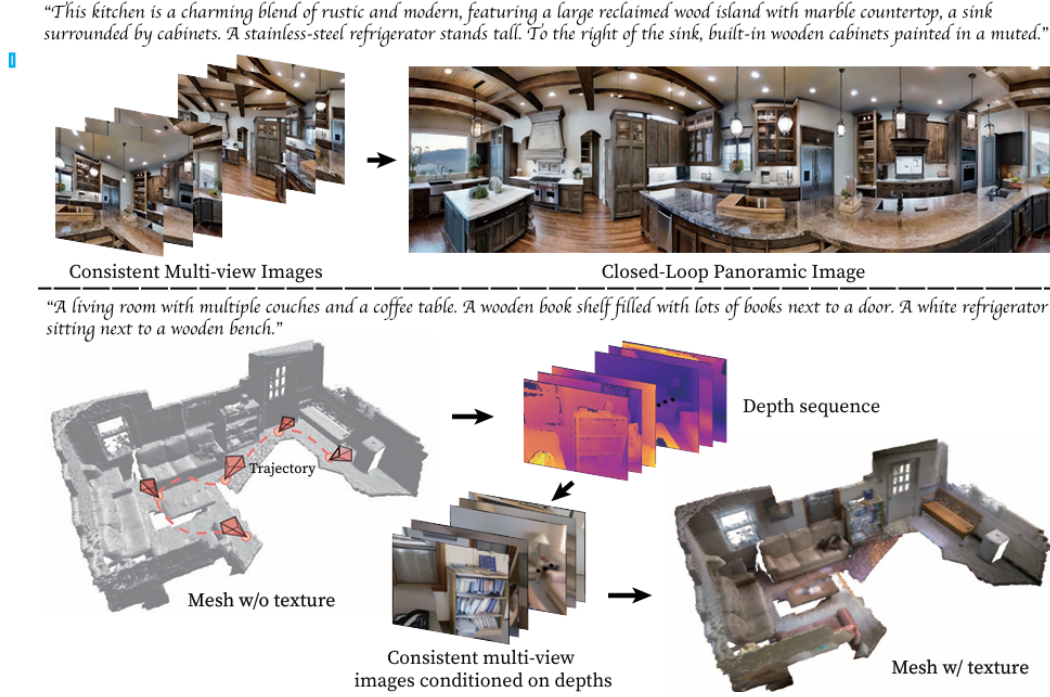 “This kitchen is a charming blend of rustic and modern, featuring a large reclaimed wood island with marble countertop, a sink
surrounded by cabinets. A stainless-steel refrigerator stands tall. To the right of the sink, built-in wooden cabinets painted in a muted.”
Consistent Multi-view Images
Closed-Loop Panoramic Image
“A living room with multiple couches and a coffee table. A wooden book shelf filled with lots of books next to a door. A white refrigerator
sitting next to a wooden bench.”
Depth sequence
Trajectory
Mesh w/o texture
Consistent multi-view
images conditioned on depths
Mesh w/ texture